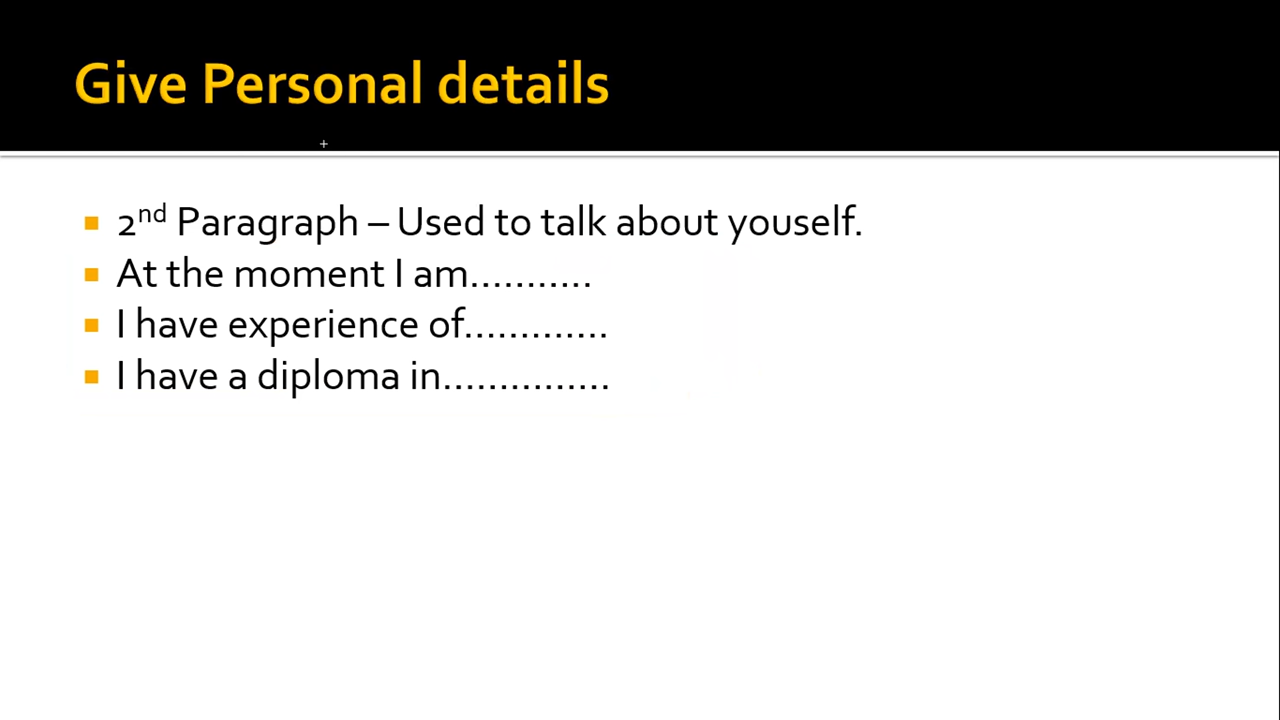 Give Personal details
2nd Paragraph – Used to talk about youself.
At the moment I am...........
I have experience of.............
I have a diploma in...............